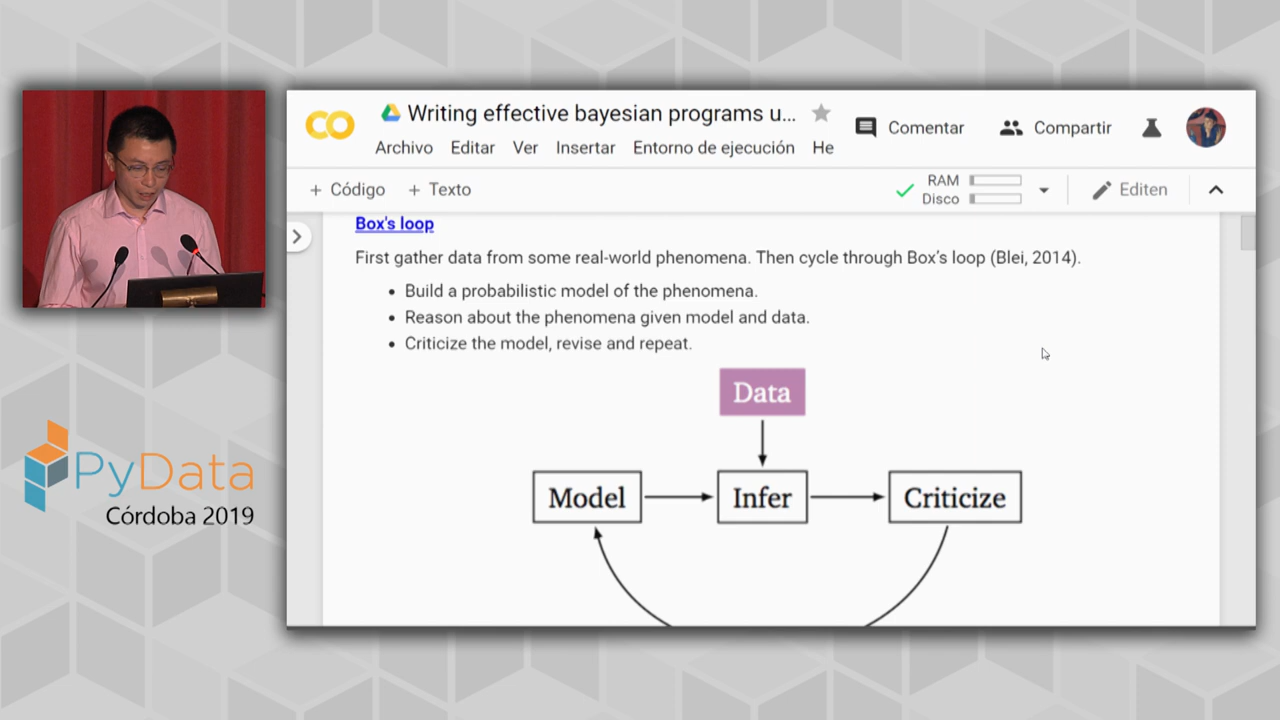 CO
Writing effective bayesian programs u...
Comentar
Compartir
Archivo Editar Ver Insertar Entorno de ejecución He
+ Código + Texto
RAM
Disco
Editen
Box's loop
First gather data from some real-world phenomena. Then cycle through Box's loop (Blei, 2014).
• Build a probabilistic model of the phenomena.
• Reason about the phenomena given model and data.
• Criticize the model, revise and repeat.
Data
Model
Infer
Criticize
PyData
Córdoba 2019